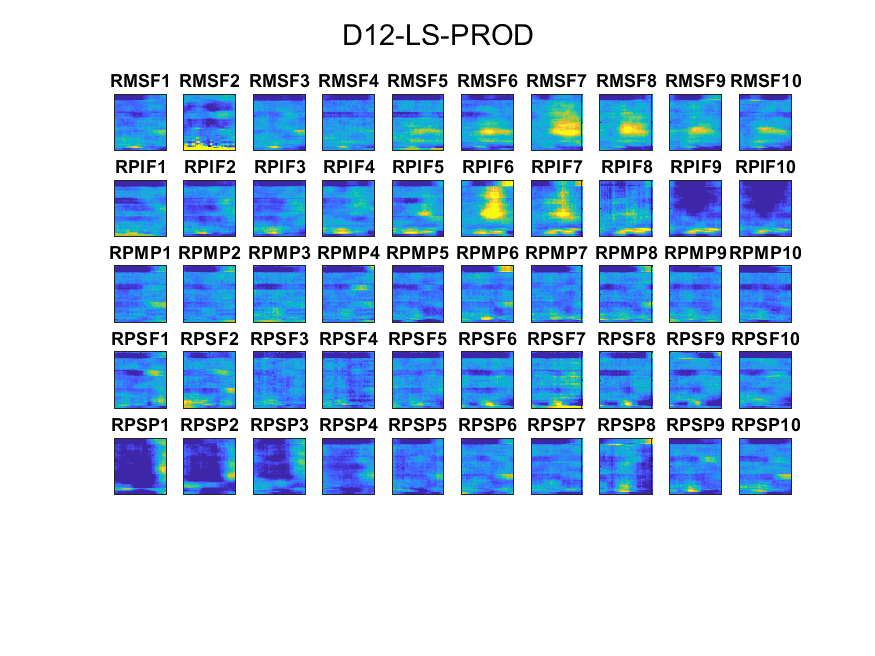 D12-LS-PROD
RMSF1 RMSF2 RMSF3 RMSF4 RMSF5 RMSF6 RMSF7 RMSF8 RMSF9 RMSF10
RPIF1 RPIF2 RPIF3 RPIF4 RPIF5 RPIF6 RPIF7 RPIF8 RPIF9 RPIF10
RPMP1 RPMP2 RPMP3 RPMP4 RPMP5 RPMP6 RPMP7 RPMP8 RPMP9 RPMP10
RPSF1 RPSF2 RPSF3 RPSF4 RPSF5 RPSF6 RPSF7 RPSF8 RPSF9 RPSF10
RPSP1 RPSP2 RPSP3 RPSP4 RPSP5 RPSP6 RPSP7 RPSP8 RPSP9 RPSP10